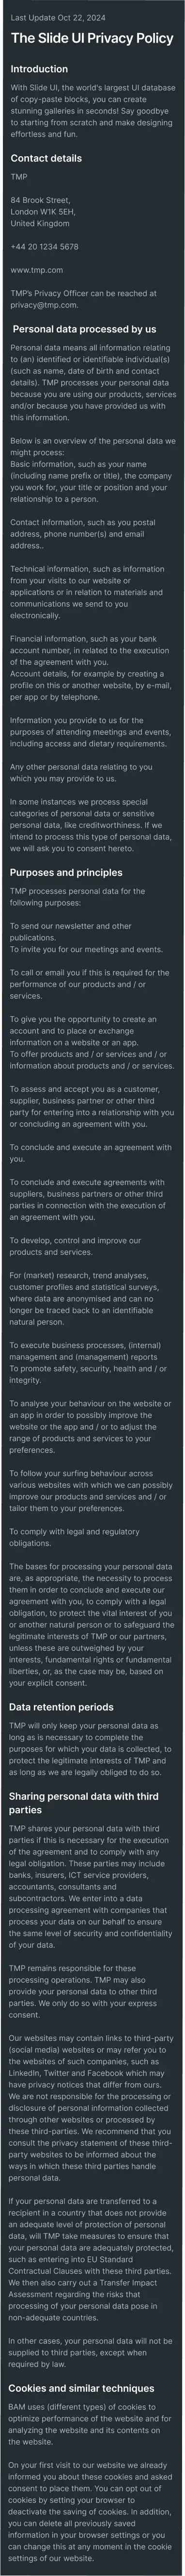 Last Update Oct 22, 2024
The Slide UI Privacy Policy
Introduction
With Slide UI, the world's largest UI database
of copy-paste blocks, you can create
stunning galleries in seconds! Say goodbye
to starting from scratch and make designing
effortless and fun.
Contact details
TMP
84 Brook Street,
London W1K 5EH,
United Kingdom
+44 20 1234 5678
www.tmp.com
TMP's Privacy Officer can be reached at
privacy@tmp.com.
Personal data processed by us
Personal data means all information relating
to (an) identified or identifiable individual(s)
(such as name, date of birth and contact
details). TMP processes your personal data
because you are using our products, services
and/or because you have provided us with
this information.
Below is an overview of the personal data we
might process:
Basic information, such as your name
(including name prefix or title), the company
you work for, your title or position and your
relationship to a person.
Contact information, such as you postal
address, phone number(s) and email
address..
Technical information, such as information
from your visits to our website or
applications or in relation to materials and
communications we send to you
electronically.
Financial information, such as your bank
account number, in related to the execution
of the agreement with you.
Account details, for example by creating a
profile on this or another website, by e-mail,
per app or by telephone.
Information you provide to us for the
purposes of attending meetings and events,
including access and dietary requirements.
Any other personal data relating to you
which you may provide to us.
In some instances we process special
categories of personal data or sensitive
personal data, like creditworthiness. If we
intend to process this type of personal data,
we will ask you to consent hereto.
Purposes and principles
TMP processes personal data for the
following purposes:
To send our newsletter and other
publications.
To invite you for our meetings and events.
To call or email you if this is required for the
performance of our products and / or
services.
To give you the opportunity to create an
account and to place or exchange
information on a website or an app.
To offer products and / or services and / or
information about products and / or services.
To assess and accept you as a customer,
supplier, business partner or other third
party for entering into a relationship with you
or concluding an agreement with you.
To conclude and execute an agreement with
you.
To conclude and execute agreements with
suppliers, business partners or other third
parties in connection with the execution of
an agreement with you.
To develop, control and improve our
products and services.
For (market) research, trend analyses,
customer profiles and statistical surveys,
where data are anonymised and can no
longer be traced back to an identifiable
natural person.
To execute business processes, (internal)
management and (management) reports
To promote safety, security, health and / or
integrity.
To analyse your behaviour on the website or
an app in order to possibly improve the
website or the app and / or to adjust the
range of products and services to your
preferences.
To follow your surfing behaviour across
various websites with which we can possibly
improve our products and services and / or
tailor them to your preferences.
To comply with legal and regulatory
obligations.
The bases for processing your personal data
are, as appropriate, the necessity to process
them in order to conclude and execute our
agreement with you, to comply with a legal
obligation, to protect the vital interest of you
or another natural person or to safeguard the
legitimate interests of TMP or our partners,
unless these are outweighed by your
interests, fundamental rights or fundamental
liberties, or, as the case may be, based on
your explicit consent.
Data retention periods
TMP will only keep your personal data as
long as is necessary to complete the
purposes for which your data is collected, to
protect the legitimate interests of TMP and
as long as we are legally obliged to do so.
Sharing personal data with third
parties
TMP shares your personal data with third
parties if this is necessary for the execution
of the agreement and to comply with any
legal obligation. These parties may include
banks, insurers, ICT service providers,
accountants, consultants and
subcontractors. We enter into a data
processing agreement with companies that
process your data on our behalf to ensure
the same level of security and confidentiality
of your data.
TMP remains responsible for these
processing operations. TMP may also
provide your personal data to other third
parties. We only do so with your express
consent.
Our websites may contain links to third-party
(social media) websites or may refer you to
the websites of such companies, such as
LinkedIn, Twitter and Facebook which may
have privacy notices that differ from ours.
We are not responsible for the processing or
disclosure of personal information collected
through other websites or processed by
these third-parties. We recommend that you
consult the privacy statement of these third-
party websites to be informed about the
ways in which these third parties handle
personal data.
If your personal data are transferred to a
recipient in a country that does not provide
an adequate level of protection of personal
data, will TMP take measures to ensure that
your personal data are adequately protected,
such as entering into EU Standard
Contractual Clauses with these third parties.
We then also carry out a Transfer Impact
Assessment regarding the risks that
processing of your personal data pose in
non-adequate countries.
In other cases, your personal data will not be
supplied to third parties, except when
required by law.
Cookies and similar techniques
BAM uses (different types) of cookies to
optimize performance of the website and for
analyzing the website and its contents on
the website.
On your first visit to our website we already
informed you about these cookies and asked
consent to place them. You can opt out of
cookies by setting your browser to
deactivate the saving of cookies. In addition,
you can delete all previously saved
information in your browser settings or you
can change this at any moment in the cookie
settings of our website.